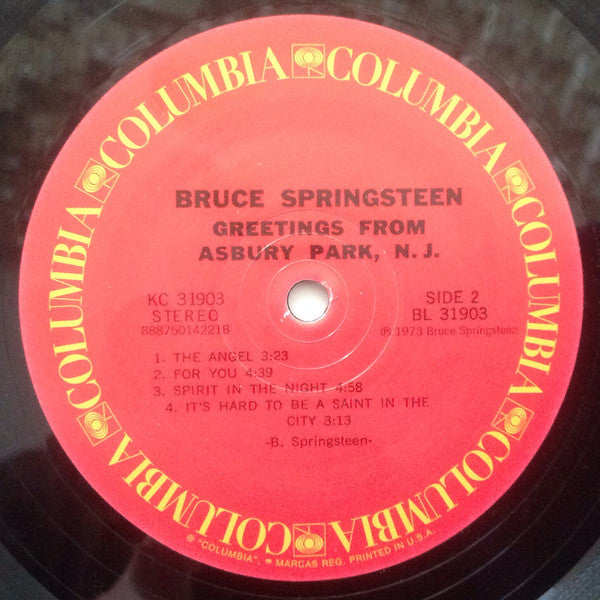 COLUMBIA COLUMBIA COLUMBIA COLUMBIA COLUMBIA COLUMBIA
BRUCE SPRINGSTEEN
GREETINGS FROM
ASBURY PARK, N.J.
KC 31903
STEREO
888750142218
SIDE 2
BL 31903
℗ 1973 Bruce Springsteen
1. THE ANGEL 3:23
2. FOR YOU 4:39
3. SPIRIT IN THE NIGHT 4:58
4. IT'S HARD TO BE A SAINT IN THE
CITY 3:13
-B. Springsteen-
® "COLUMBIA", ● MARCAS REG. PRINTED IN U.S.A.